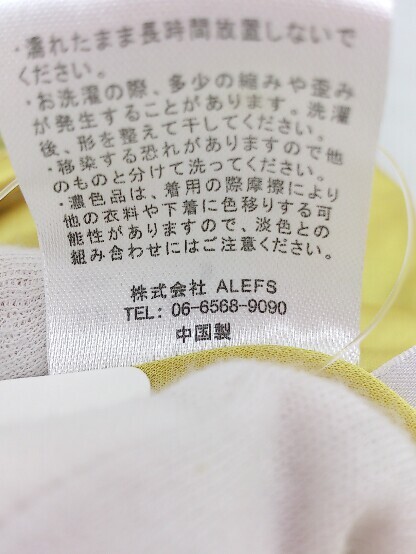 ・濡れたまま長時間放置しないで
ください。
・お洗濯の際、多少の縮みや歪み
が発生することがあります。洗濯
後、形を整えて干してください。
・移染する恐れがありますので他
のものと分けて洗ってください。
・濃色品は、着用の際摩擦により
他の衣料や下着に色移りする可
能性がありますので、淡色との
組み合わせにはご注意ください。
株式会社 ALEFS
TEL: 06-6568-9090
中国製